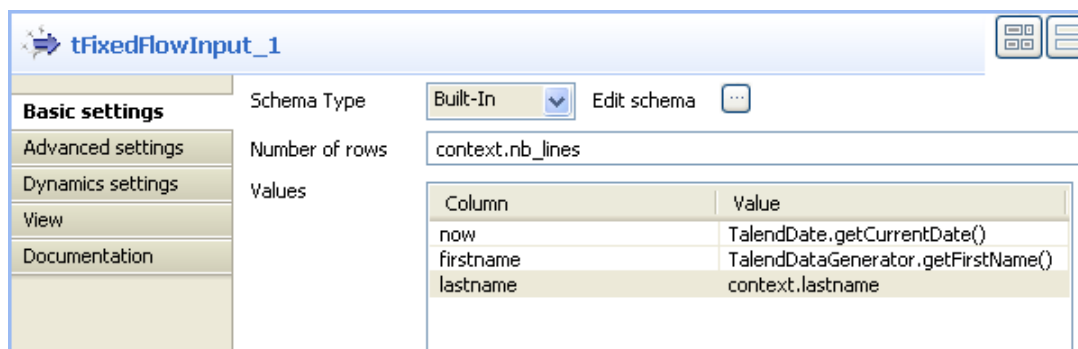 tFixedFlowInput_1
Basic settings
Advanced settings
Dynamics settings
View
Documentation
Schema Type Built-In Edit schema ...
Number of rows context.nb_lines
Values
Column Value
now TalendDate.getCurrentDate()
firstname TalendDataGenerator.getFirstName()
lastname context.lastname